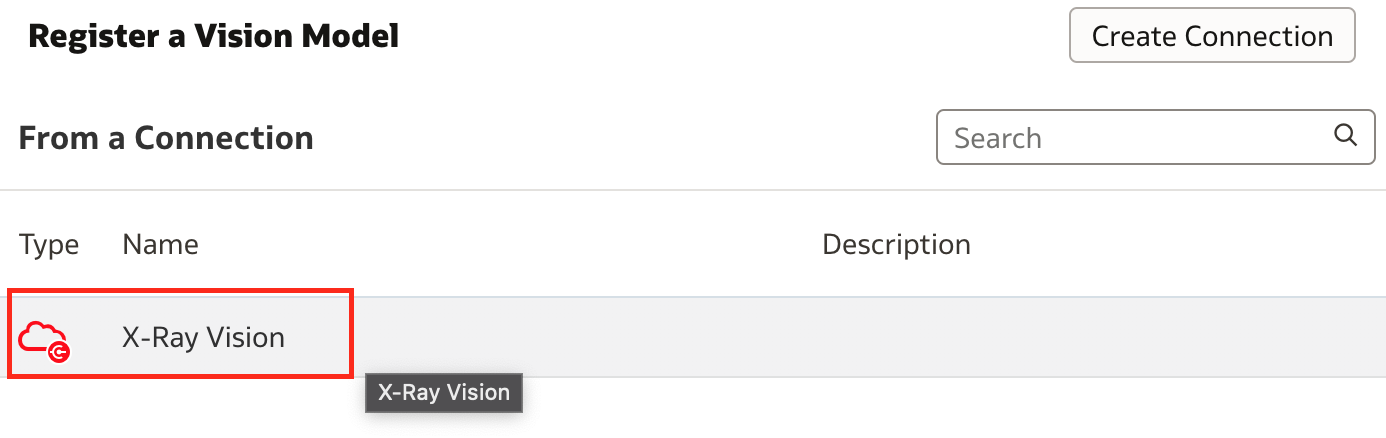 Register a Vision Model
Create Connection
From a Connection
Search
Type Name Description
X-Ray Vision
X-Ray Vision